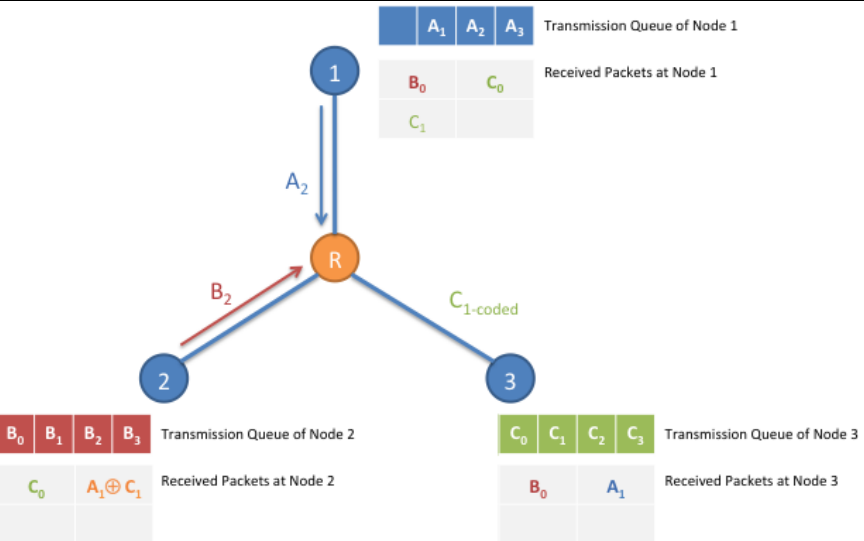 A₁ A₂ A₃ Transmission Queue of Node 1
1
B₀ C₀ Received Packets at Node 1
C₁
A₂
R
B₂
C₁₋coded
2
3
B₀ B₁ B₂ B₃ Transmission Queue of Node 2
C₀ C₁ C₂ C₃ Transmission Queue of Node 3
C₀ A₁⊕C₁ Received Packets at Node 2
B₀ A₁ Received Packets at Node 3